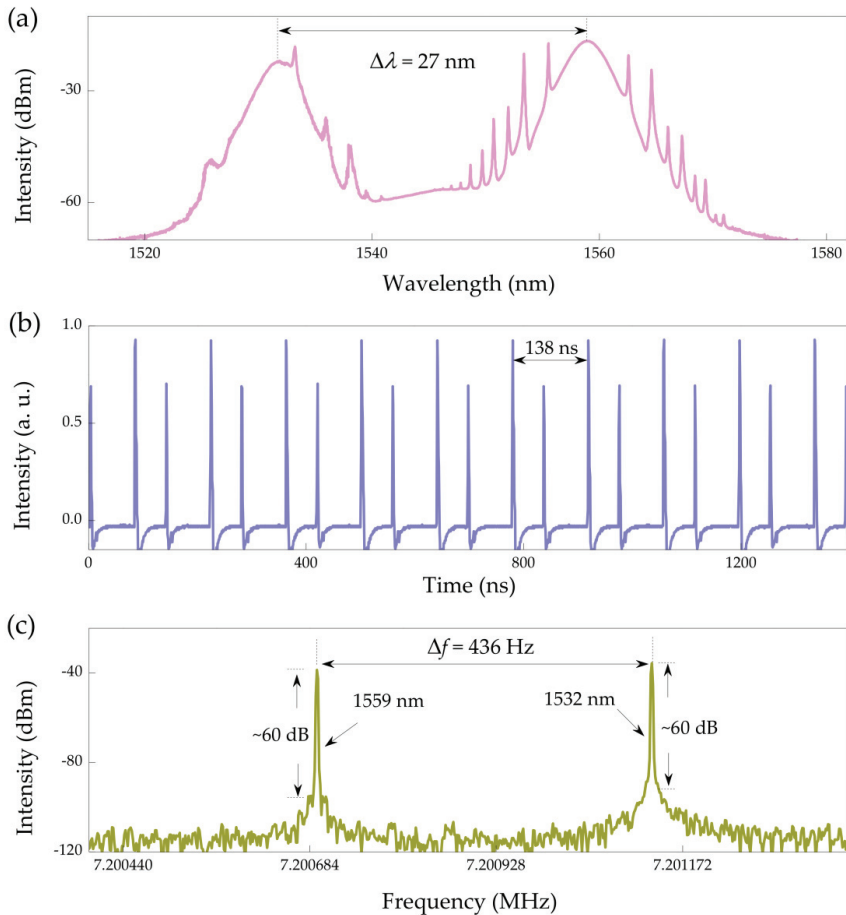 (a)
Δλ = 27 nm
Intensity (dBm)
-30
-60
1520
1540
1560
1580
Wavelength (nm)
(b)
1.0
138 ns
Intensity (a. u.)
0.5
0.0
0
400
800
1200
Time (ns)
(c)
Δf = 436 Hz
Intensity (dBm)
-40
1559 nm
1532 nm
~60 dB
~60 dB
-80
-120
7.200440
7.200684
7.200928
7.201172
Frequency (MHz)